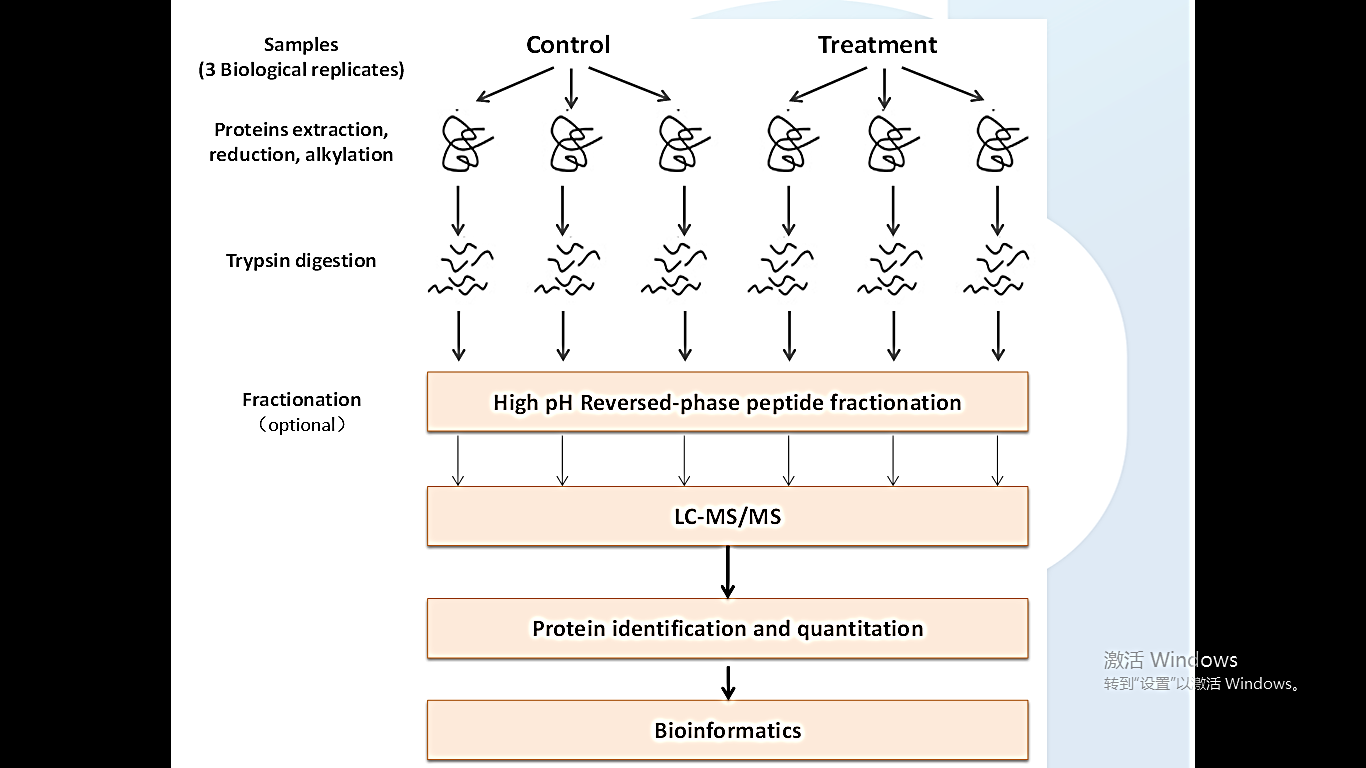 Samples
(3 Biological replicates)
Control
Treatment
Proteins extraction,
reduction, alkylation
Trypsin digestion
Fractionation
（optional）
High pH Reversed-phase peptide fractionation
LC-MS/MS
Protein identification and quantitation
Bioinformatics
激活 Windows
转到“设置”以激活 Windows。